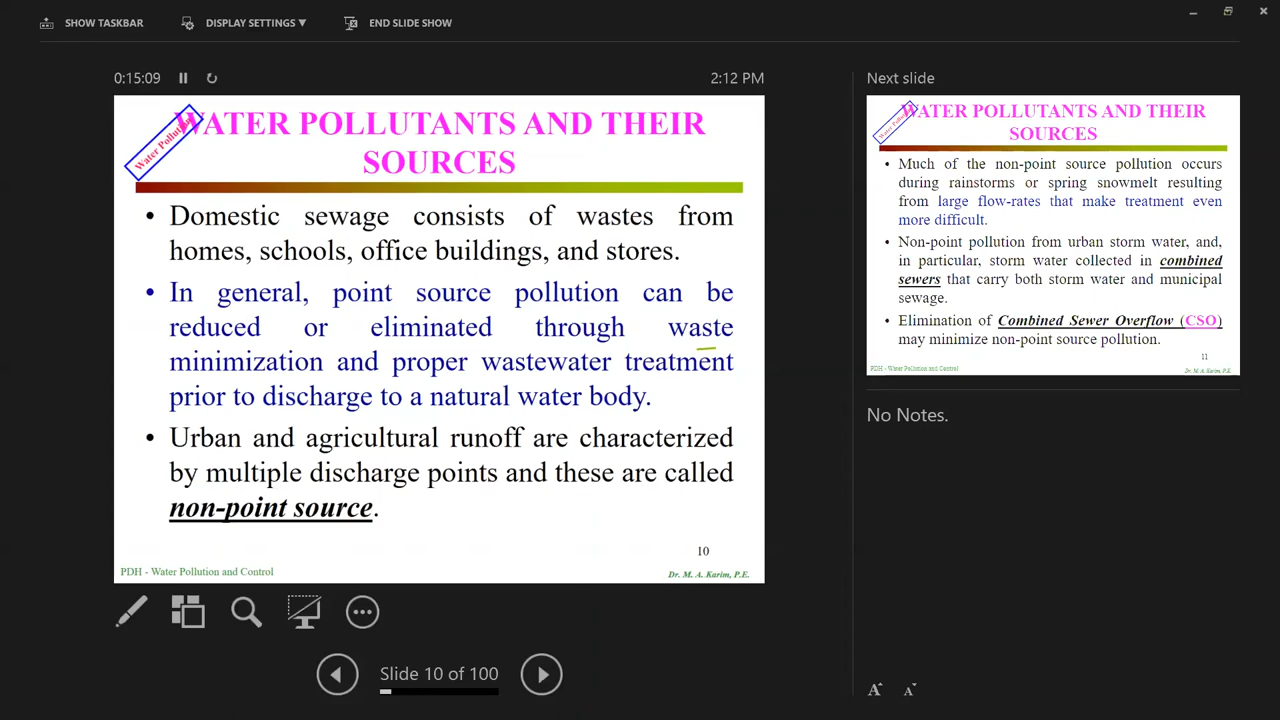 SHOW TASKBAR DISPLAY SETTINGS ▼ END SLIDE SHOW
0:15:09 2:12 PM
Water Pollution
WATER POLLUTANTS AND THEIR
SOURCES
• Domestic sewage consists of wastes from
homes, schools, office buildings, and stores.
• In general, point source pollution can be
reduced or eliminated through waste
minimization and proper wastewater treatment
prior to discharge to a natural water body.
• Urban and agricultural runoff are characterized
by multiple discharge points and these are called
non-point source.
10
PDH - Water Pollution and Control Dr. M. A. Karim, P.E.
Slide 10 of 100
Next slide
Water Pollution
WATER POLLUTANTS AND THEIR
SOURCES
• Much of the non-point source pollution occurs
during rainstorms or spring snowmelt resulting
from large flow-rates that make treatment even
more difficult.
• Non-point pollution from urban storm water, and,
in particular, storm water collected in combined
sewers that carry both storm water and municipal
sewage.
• Elimination of Combined Sewer Overflow (CSO)
may minimize non-point source pollution.
11
PDH - Water Pollution and Control Dr. M. A. Karim, P.E.
No Notes.
A A